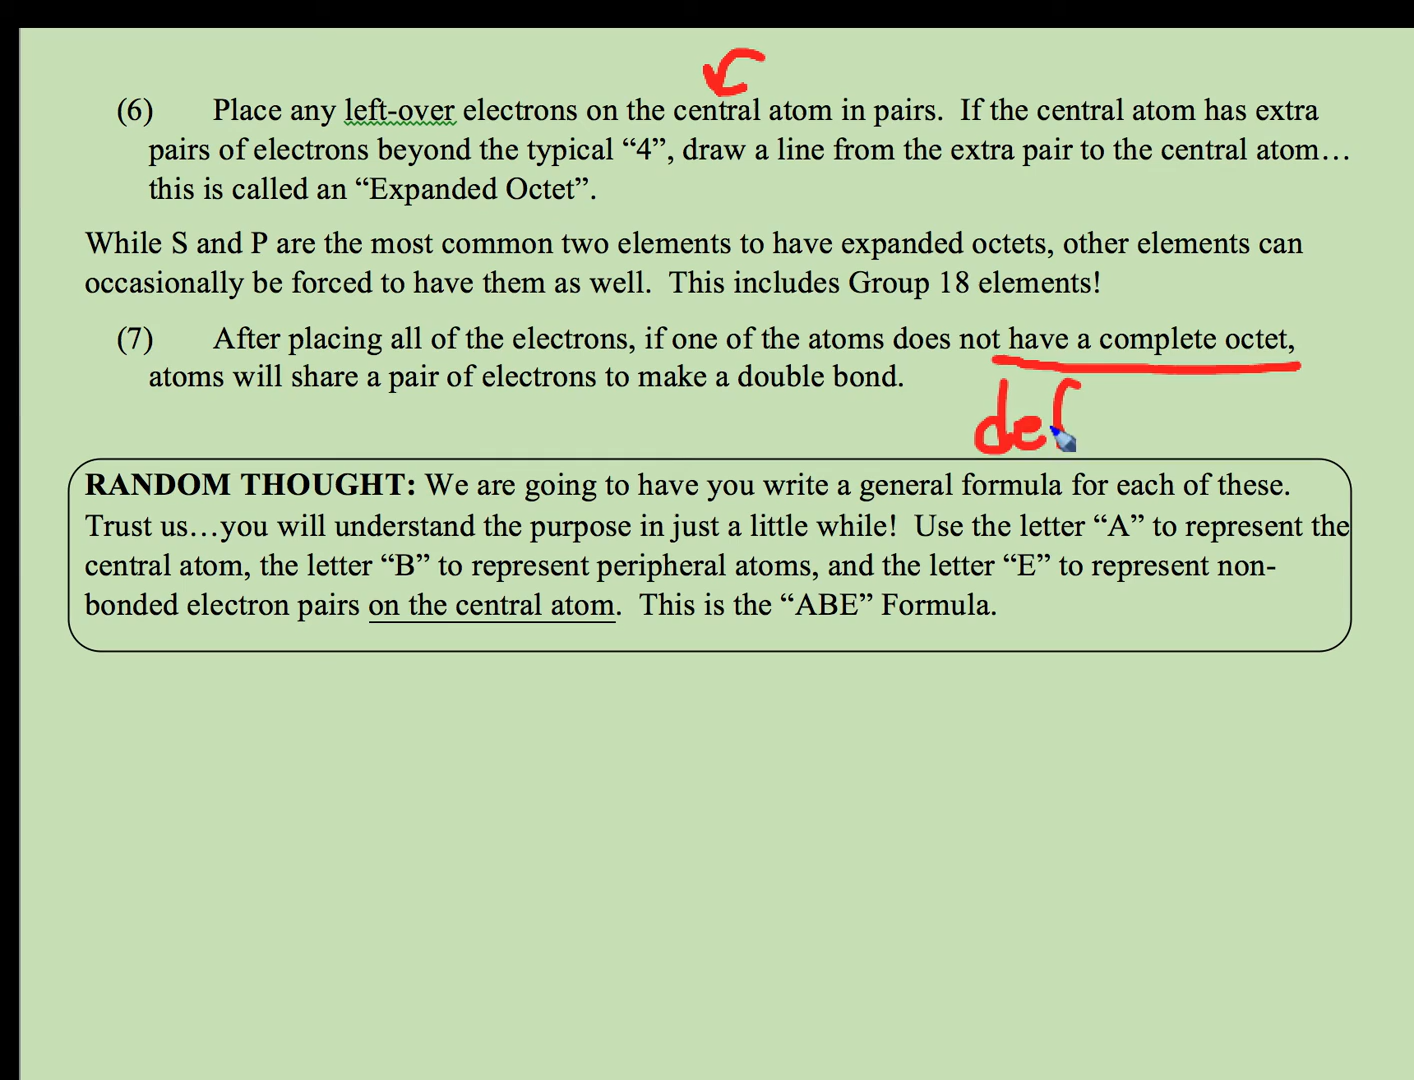 (6) Place any left-over electrons on the central atom in pairs. If the central atom has extra
pairs of electrons beyond the typical “4”, draw a line from the extra pair to the central atom…
this is called an “Expanded Octet”.
While S and P are the most common two elements to have expanded octets, other elements can
occasionally be forced to have them as well. This includes Group 18 elements!
(7) After placing all of the electrons, if one of the atoms does not have a complete octet,
atoms will share a pair of electrons to make a double bond.
def
RANDOM THOUGHT: We are going to have you write a general formula for each of these.
Trust us…you will understand the purpose in just a little while! Use the letter “A” to represent the
central atom, the letter “B” to represent peripheral atoms, and the letter “E” to represent non-
bonded electron pairs on the central atom. This is the “ABE” Formula.